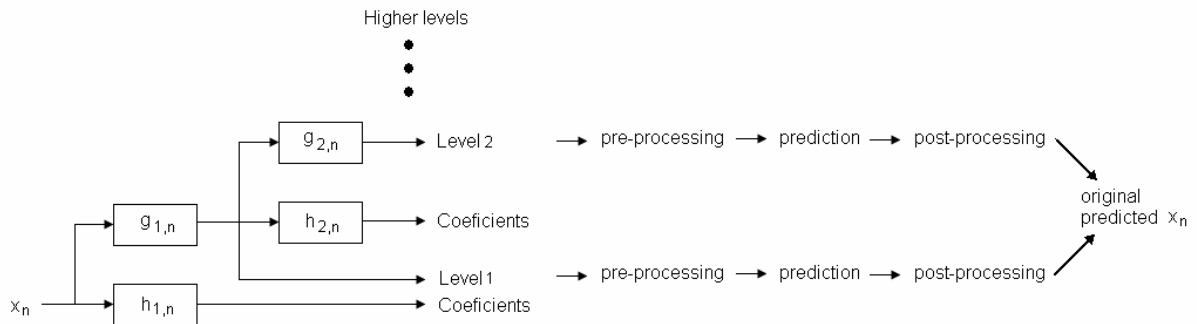 Higher levels
g2,n
Level 2
pre-processing
prediction
post-processing
g1,n
h2,n
Coeficients
original
predicted xn
Level 1
pre-processing
prediction
post-processing
xn
h1,n
Coeficients